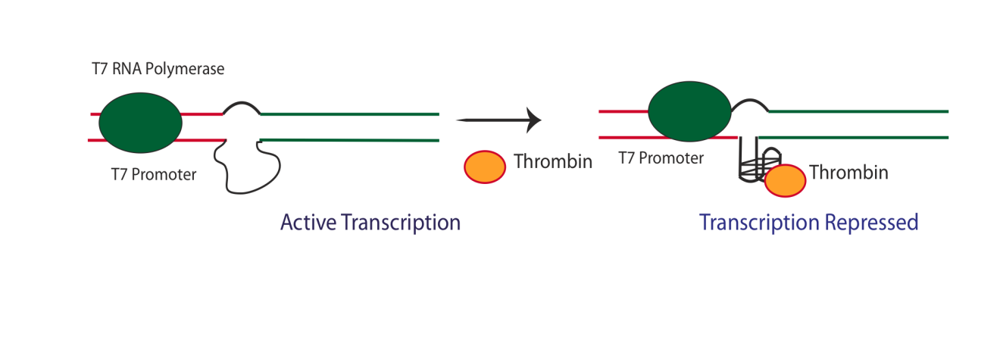 T7 RNA Polymerase
T7 Promoter
Thrombin
Active Transcription
T7 Promoter
Thrombin
Transcription Repressed